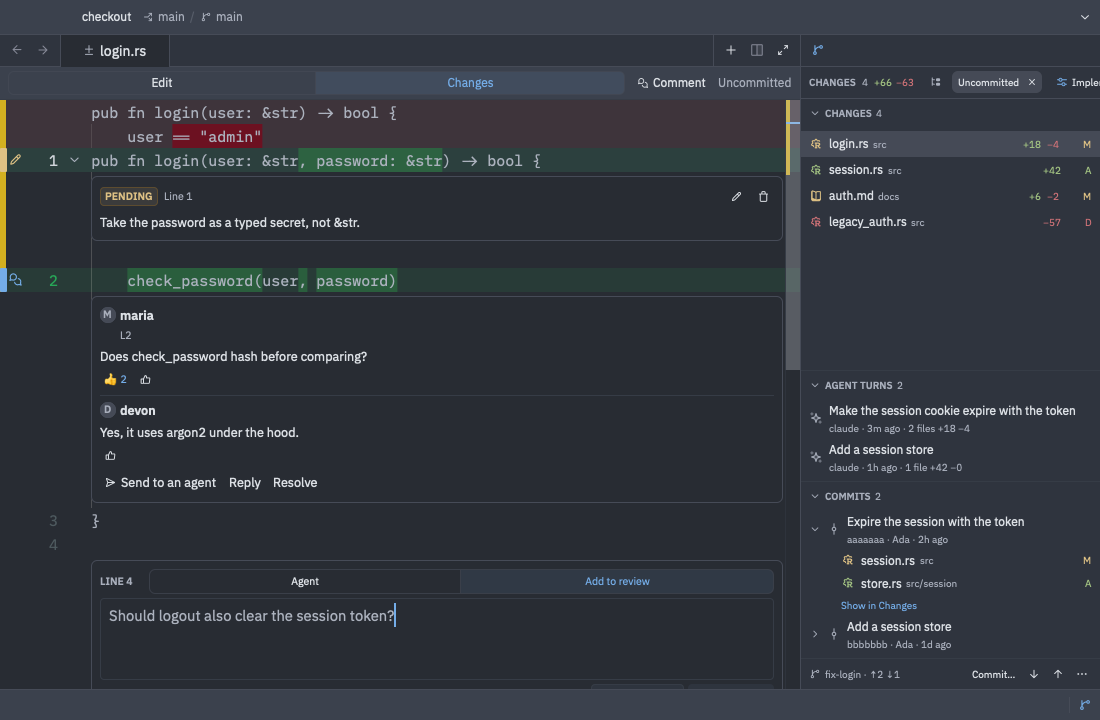 checkout main / main
login.rs
Edit Changes Comment Uncommitted
pub fn login(user: &str) -> bool {
user == "admin"
1 pub fn login(user: &str, password: &str) -> bool {
PENDING Line 1
Take the password as a typed secret, not &str.
2 check_password(user, password)
M maria
L2
Does check_password hash before comparing?
👍 2
D devon
Yes, it uses argon2 under the hood.
Send to an agent Reply Resolve
3 }
4
LINE 4 Agent Add to review
Should logout also clear the session token?
CHANGES 4 +66 −63 Uncommitted × Imple
CHANGES 4
login.rs src +18 −4 M
session.rs src +42 A
auth.md docs +6 −2 M
legacy_auth.rs src −57 D
AGENT TURNS 2
Make the session cookie expire with the token
claude · 3m ago · 2 files +18 −4
Add a session store
claude · 1h ago · 1 file +42 −0
COMMITS 2
Expire the session with the token
aaaaaaa · Ada · 2h ago
session.rs src M
store.rs src/session A
Show in Changes
Add a session store
bbbbbbb · Ada · 1d ago
fix-login · ↑2 ↓1 Commit... ↓ ↑ ···